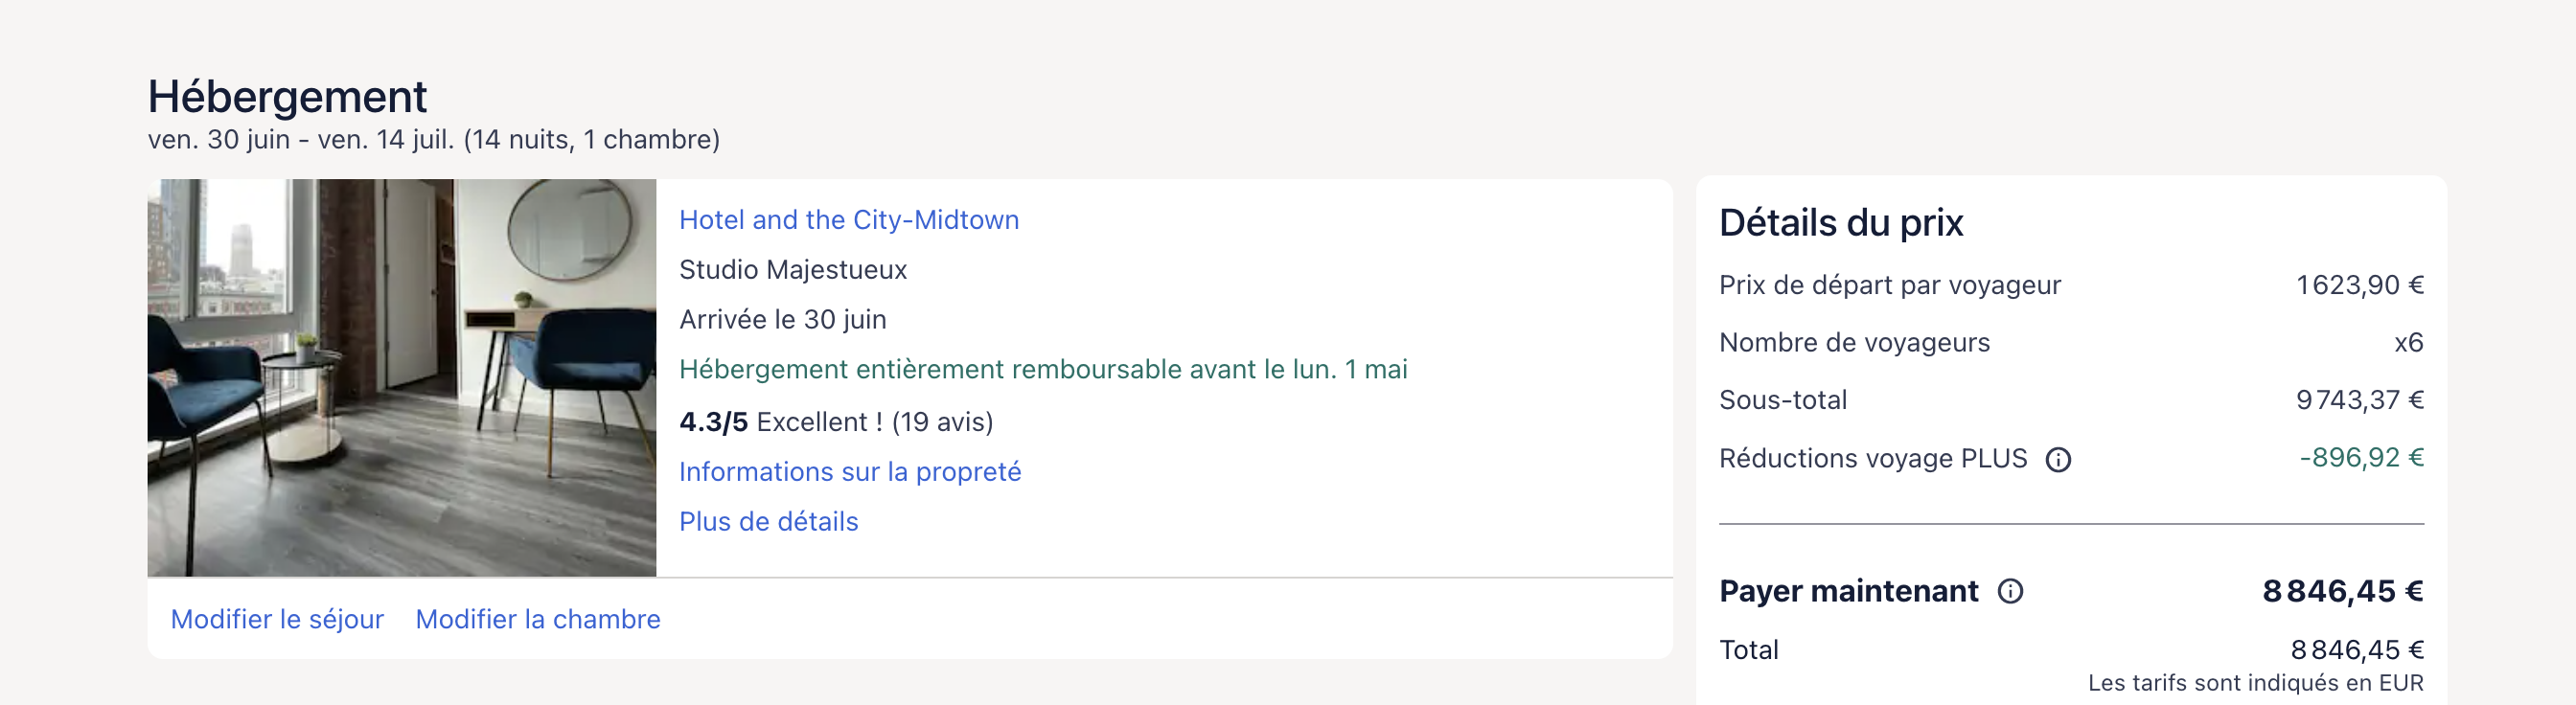 Hébergement
ven. 30 juin - ven. 14 juil. (14 nuits, 1 chambre)
Hotel and the City-Midtown
Studio Majestueux
Arrivée le 30 juin
Hébergement entièrement remboursable avant le lun. 1 mai
4.3/5 Excellent ! (19 avis)
Informations sur la propreté
Plus de détails
Modifier le séjour Modifier la chambre
Détails du prix
Prix de départ par voyageur 1 623,90 €
Nombre de voyageurs x6
Sous-total 9 743,37 €
Réductions voyage PLUS -896,92 €
Payer maintenant 8 846,45 €
Total 8 846,45 €
Les tarifs sont indiqués en EUR